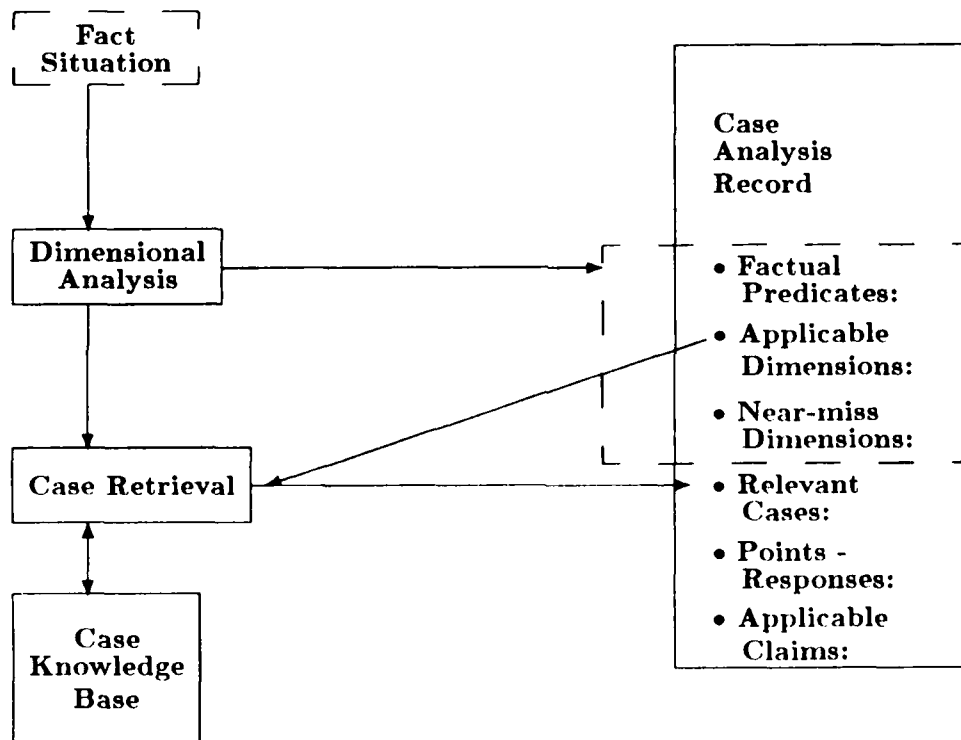 Fact
Situation
Dimensional
Analysis
Case Retrieval
Case
Knowledge
Base
Case
Analysis
Record
• Factual
Predicates:
• Applicable
Dimensions:
• Near-miss
Dimensions:
• Relevant
Cases:
• Points -
Responses:
• Applicable
Claims: